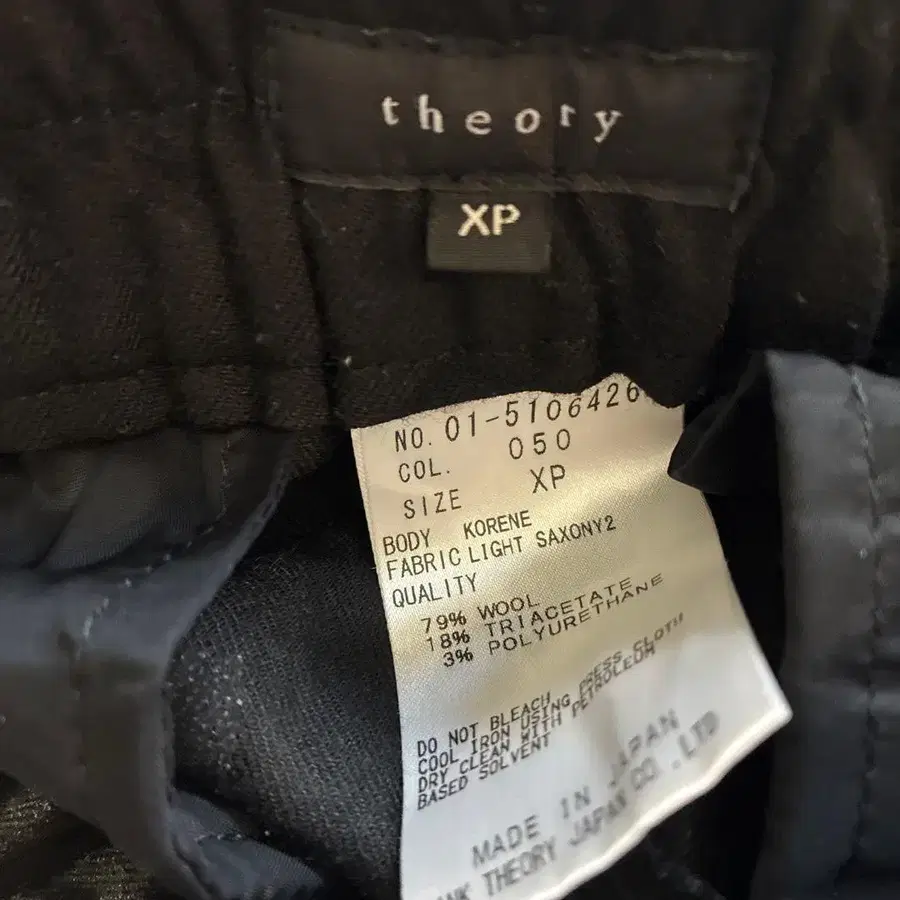 theory
XP
NO. 01-5106426
COL. 050
SIZE XP
BODY KORENE
FABRIC LIGHT SAXONY2
QUALITY
79% WOOL
18% TRIACETATE
3% POLYURETHANE
DO NOT BLEACH
COOL IRON USING PRESS CLOTH
DRY CLEAN WITH PETROLEUM
BASED SOLVENT
MADE IN JAPAN
NK THEORY JAPAN CO.,LTD